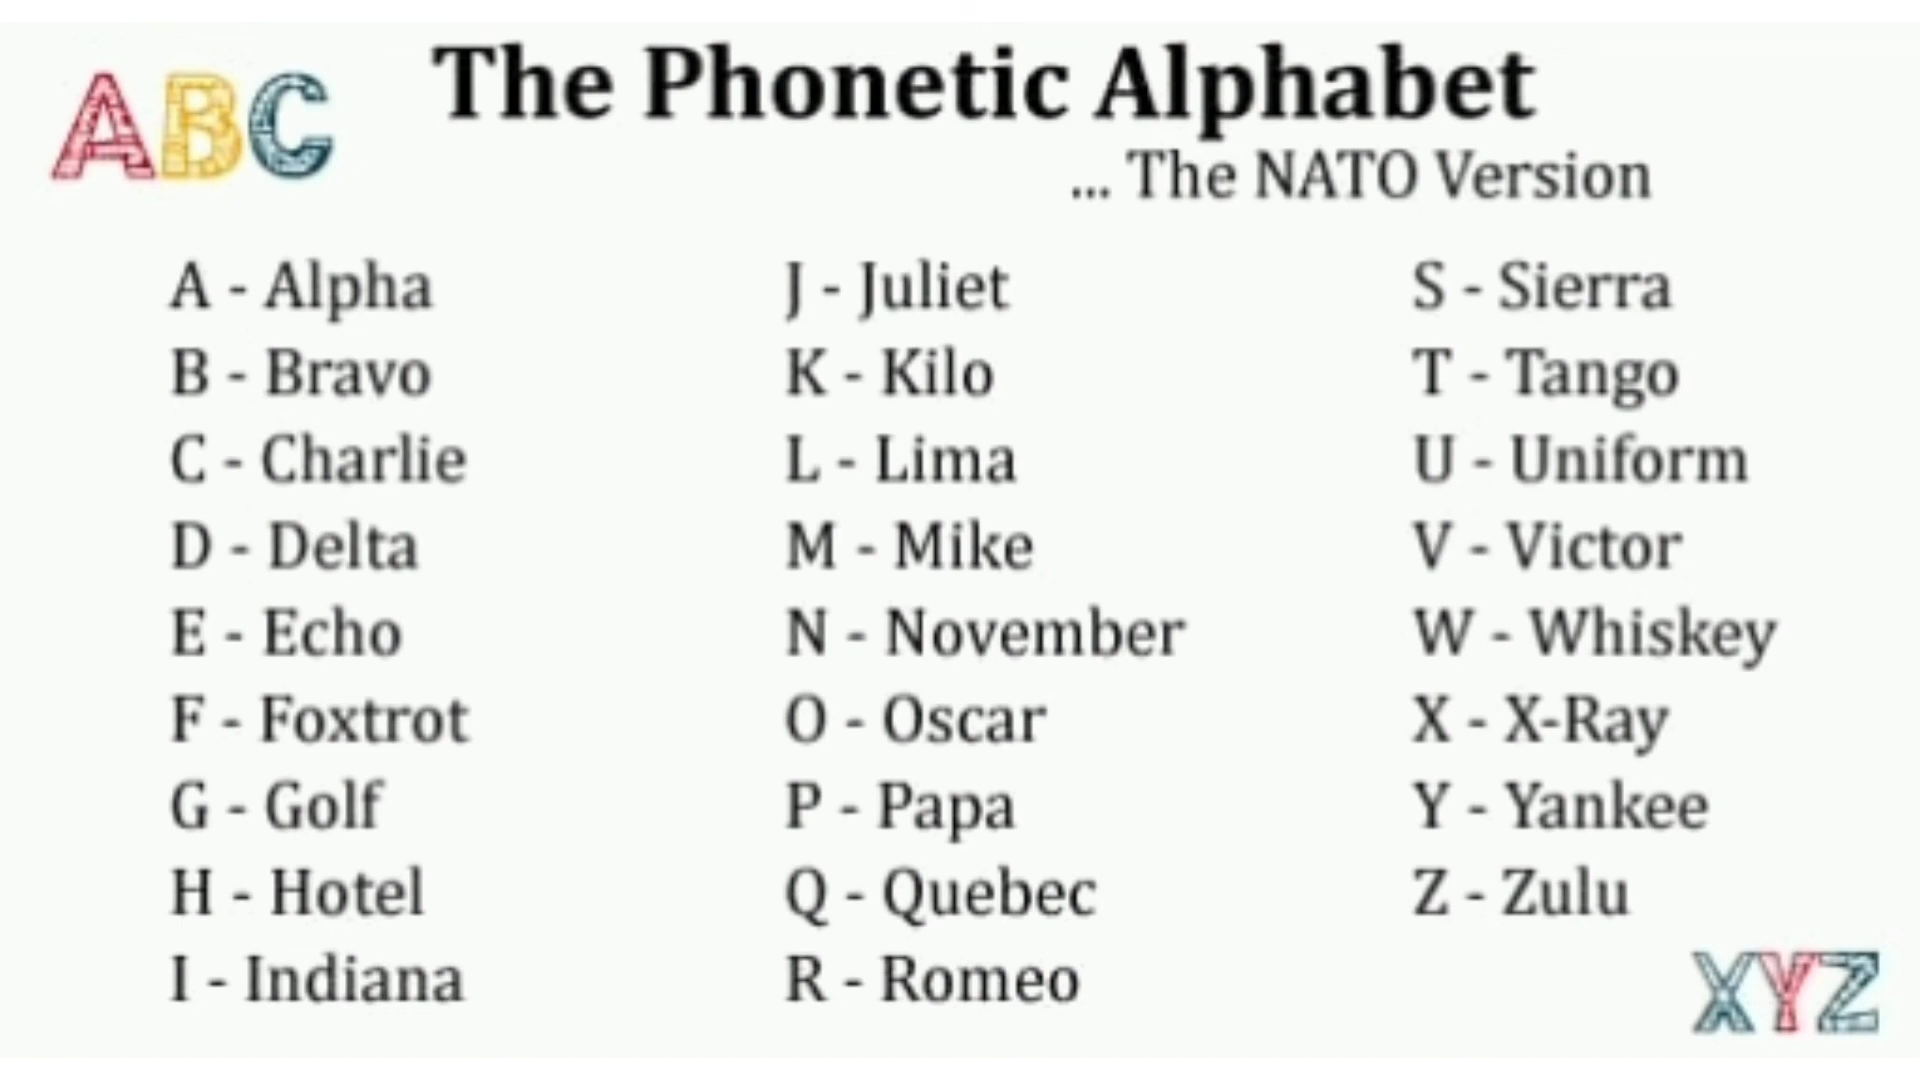 ABC
The Phonetic Alphabet
... The NATO Version
A - Alpha
B - Bravo
C - Charlie
D - Delta
E - Echo
F - Foxtrot
G - Golf
H - Hotel
I - Indiana
J - Juliet
K - Kilo
L - Lima
M - Mike
N - November
O - Oscar
P - Papa
Q - Quebec
R - Romeo
S - Sierra
T - Tango
U - Uniform
V - Victor
W - Whiskey
X - X-Ray
Y - Yankee
Z - Zulu
XYZ